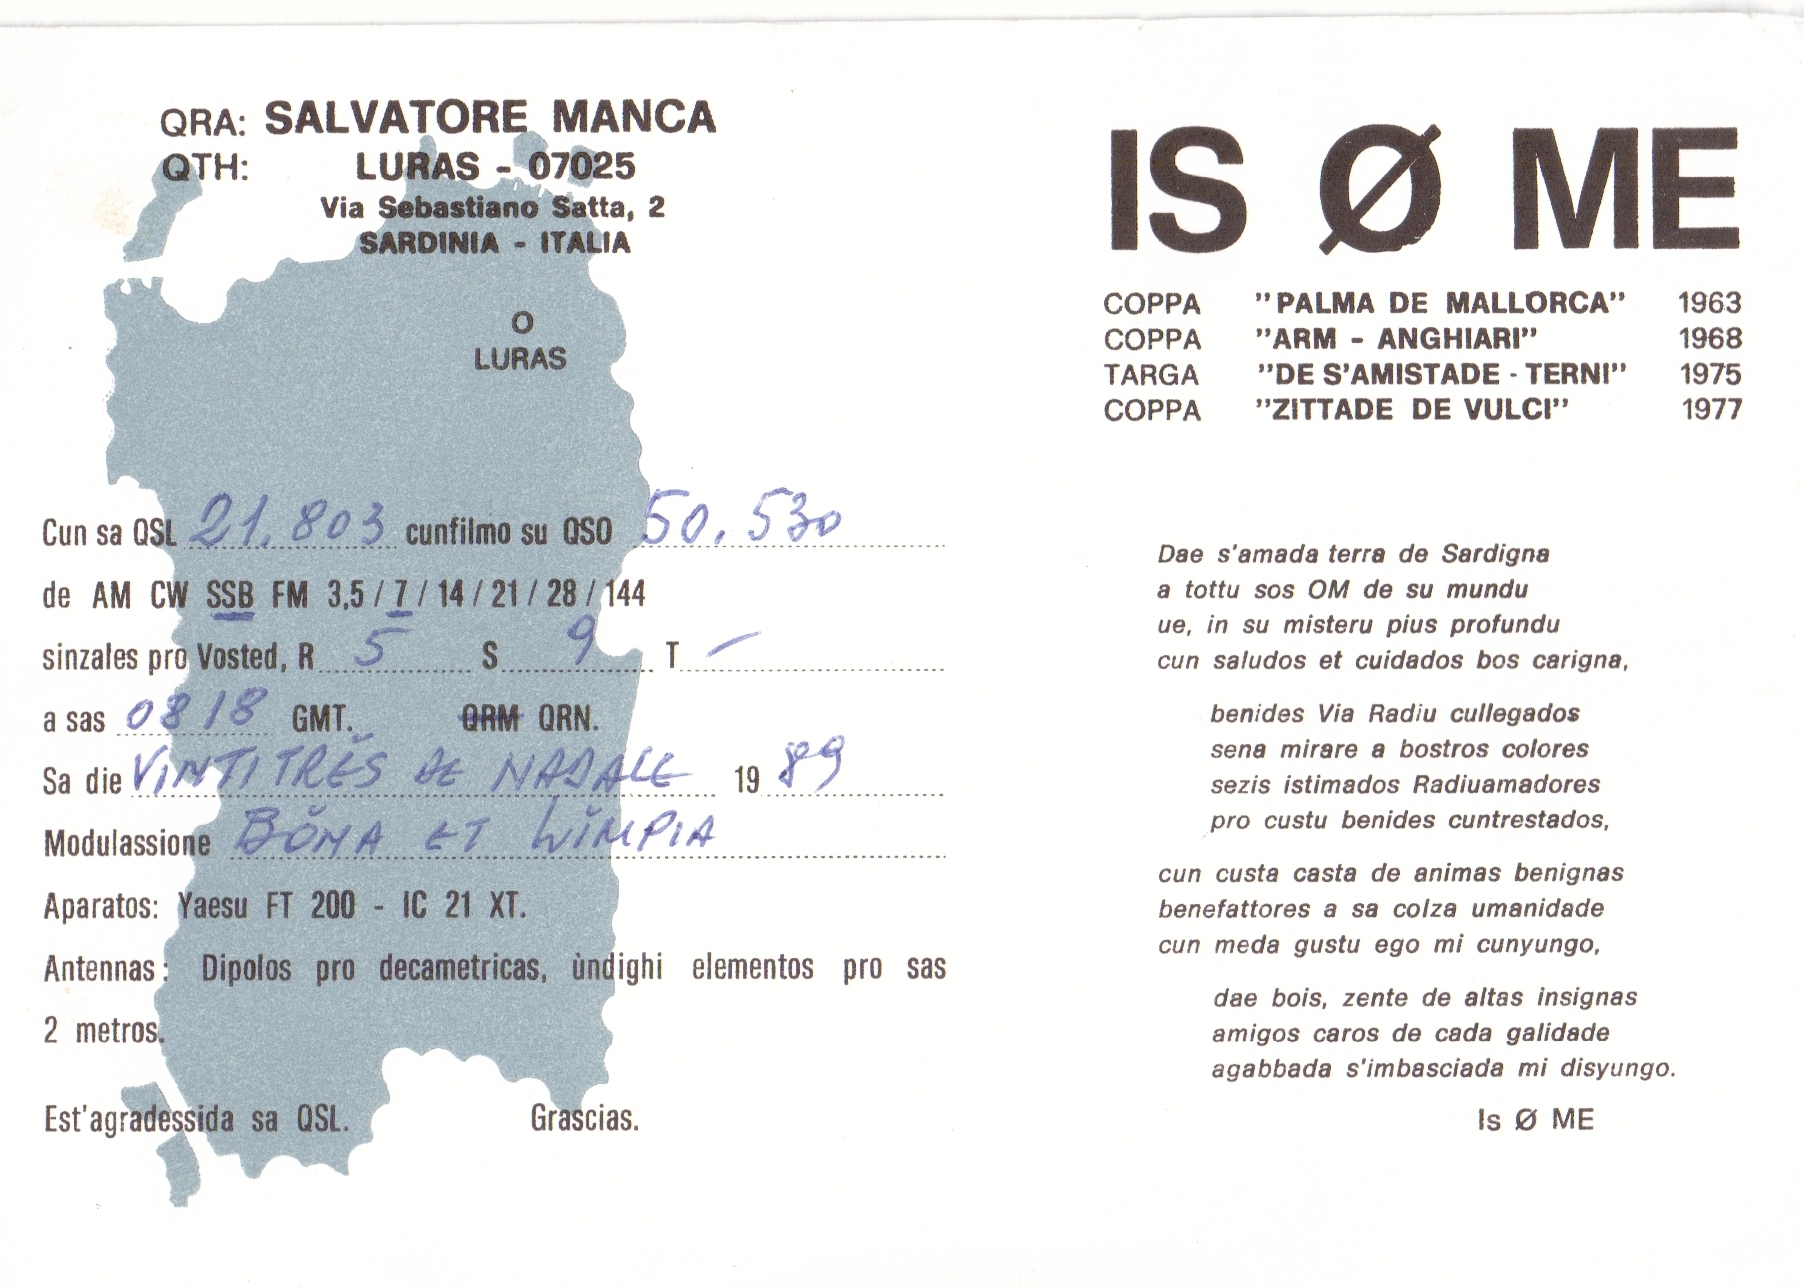 QRA: SALVATORE MANCA
QTH: LURAS - 07025
Via Sebastiano Satta, 2
SARDINIA - ITALIA
O
LURAS
Cun sa QSL 21.803 cunfilmo su QSO 50.530
de AM CW SSB FM 3,5 / 7 / 14 / 21 / 28 / 144
sinzales pro Vosted, R 5 S 9 T -
a sas 0818 GMT. QRM QRN.
Sa die VINTITRĔS DE NADALE 19 89
Modulassione BŎNA ET LĬMPIA
Aparatos: Yaesu FT 200 - IC 21 XT.
Antennas: Dipolos pro decametricas, ùndighi elementos pro sas
2 metros.
Est'agradessida sa QSL. Grascias.
IS Ø ME
COPPA "PALMA DE MALLORCA" 1963
COPPA "ARM - ANGHIARI" 1968
TARGA "DE S'AMISTADE - TERNI" 1975
COPPA "ZITTADE DE VULCI" 1977
Dae s'amada terra de Sardigna
a tottu sos OM de su mundu
ue, in su misteru pius profundu
cun saludos et cuidados bos carigna,
benides Via Radiu cullegados
sena mirare a bostros colores
sezis istimados Radiuamadores
pro custu benides cuntrestados,
cun custa casta de animas benignas
benefattores a sa colza umanidade
cun meda gustu ego mi cunyungo,
dae bois, zente de altas insignas
amigos caros de cada galidade
agabbada s'imbasciada mi disyungo.
Is Ø ME